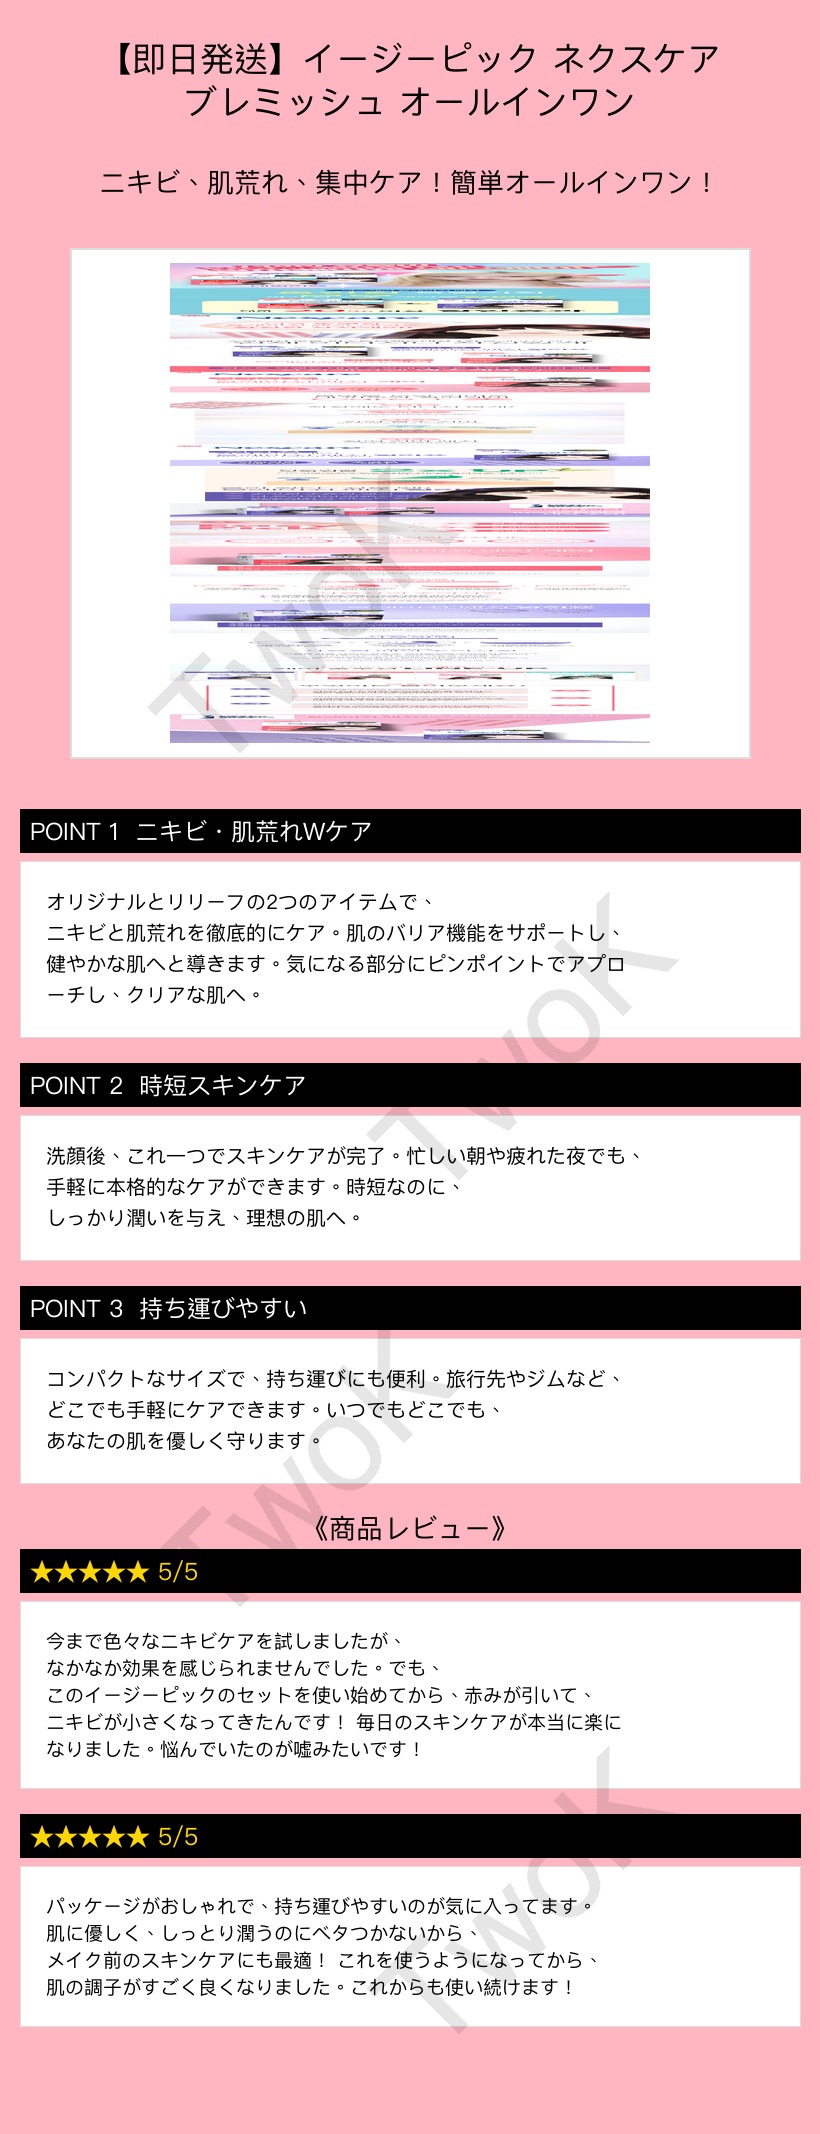 【即日発送】イージーピック ネクスケア
ブレミッシュ オールインワン
ニキビ、肌荒れ、集中ケア！簡単オールインワン！
POINT 1 ニキビ・肌荒れWケア
オリジナルとリリーフの2つのアイテムで、
ニキビと肌荒れを徹底的にケア。肌のバリア機能をサポートし、
健やかな肌へと導きます。気になる部分にピンポイントでアプロ
ーチし、クリアな肌へ。
POINT 2 時短スキンケア
洗顔後、これ一つでスキンケアが完了。忙しい朝や疲れた夜でも、
手軽に本格的なケアができます。時短なのに、
しっかり潤いを与え、理想の肌へ。
POINT 3 持ち運びやすい
コンパクトなサイズで、持ち運びにも便利。旅行先やジムなど、
どこでも手軽にケアできます。いつでもどこでも、
あなたの肌を優しく守ります。
《商品レビュー》
★★★★★ 5/5
今まで色々なニキビケアを試しましたが、
なかなか効果を感じられませんでした。でも、
このイージーピックのセットを使い始めてから、赤みが引いて、
ニキビが小さくなってきたんです！ 毎日のスキンケアが本当に楽に
なりました。悩んでいたのが嘘みたいです！
★★★★★ 5/5
パッケージがおしゃれで、持ち運びやすいのが気に入ってます。
肌に優しく、しっとり潤うのにベタつかないから、
メイク前のスキンケアにも最適！ これを使うようになってから、
肌の調子がすごく良くなりました。これからも使い続けます！
TwoK
TwoK
TwoK
TwoK